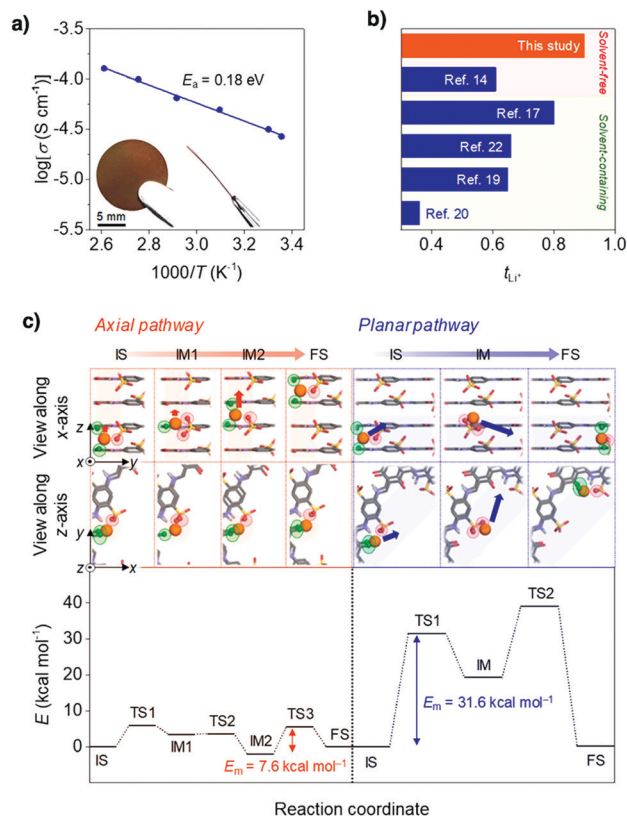 a)
-3.5
-4.0
-4.5
-5.0
-5.5
log[σ (S cm⁻¹)]
Eₐ = 0.18 eV
5 mm
2.6 2.8 3.0 3.2 3.4
1000/T (K⁻¹)
b)
This study
Ref. 14
Ref. 17
Ref. 22
Ref. 19
Ref. 20
Solvent-free
Solvent-containing
0.4 0.6 0.8 1.0
t_Li⁺
c)
Axial pathway
IS IM1 IM2 FS
Planar pathway
IS IM FS
View along
x-axis
z
x y
View along
z-axis
y
z x
40
30
20
10
0
E (kcal mol⁻¹)
IS
TS1
IM1
TS2
IM2
TS3
FS
Eₘ = 7.6 kcal mol⁻¹
IS
TS1
IM
TS2
FS
Eₘ = 31.6 kcal mol⁻¹
Reaction coordinate